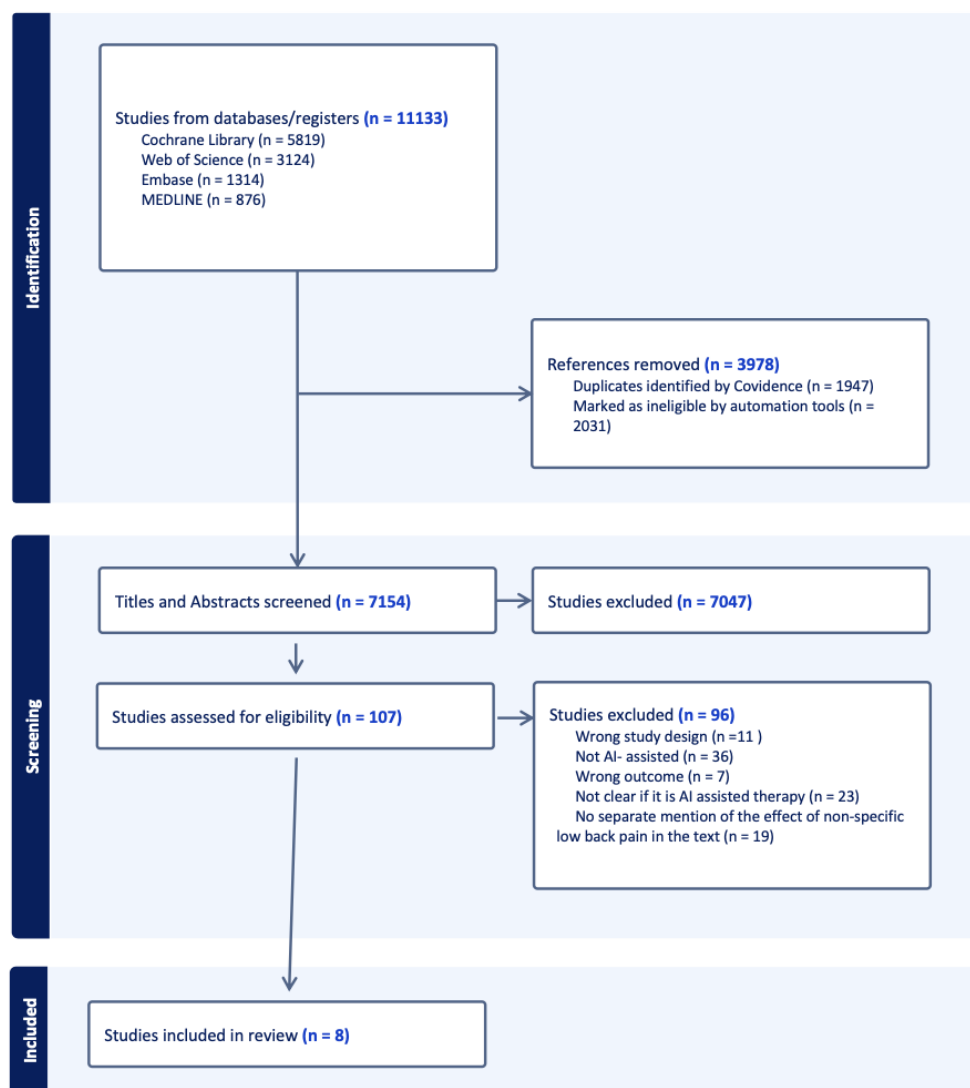 Identification
Studies from databases/registers (n = 11133)
Cochrane Library (n = 5819)
Web of Science (n = 3124)
Embase (n = 1314)
MEDLINE (n = 876)
References removed (n = 3978)
Duplicates identified by Covidence (n = 1947)
Marked as ineligible by automation tools (n =
2031)
Screening
Titles and Abstracts screened (n = 7154)
Studies excluded (n = 7047)
Studies assessed for eligibility (n = 107)
Studies excluded (n = 96)
Wrong study design (n =11 )
Not AI- assisted (n = 36)
Wrong outcome (n = 7)
Not clear if it is AI assisted therapy (n = 23)
No separate mention of the effect of non-specific
low back pain in the text (n = 19)
Included
Studies included in review (n = 8)